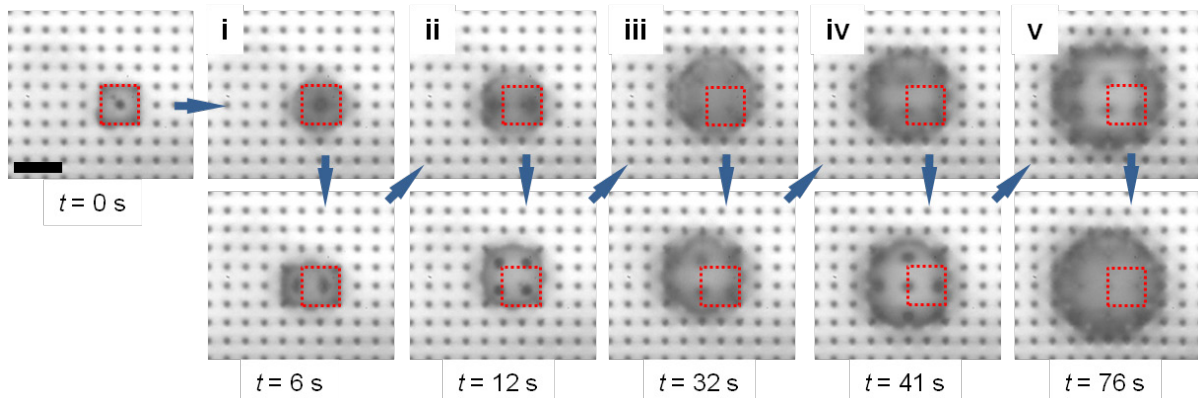 i
ii
iii
iv
v
t = 0 s
t = 6 s
t = 12 s
t = 32 s
t = 41 s
t = 76 s